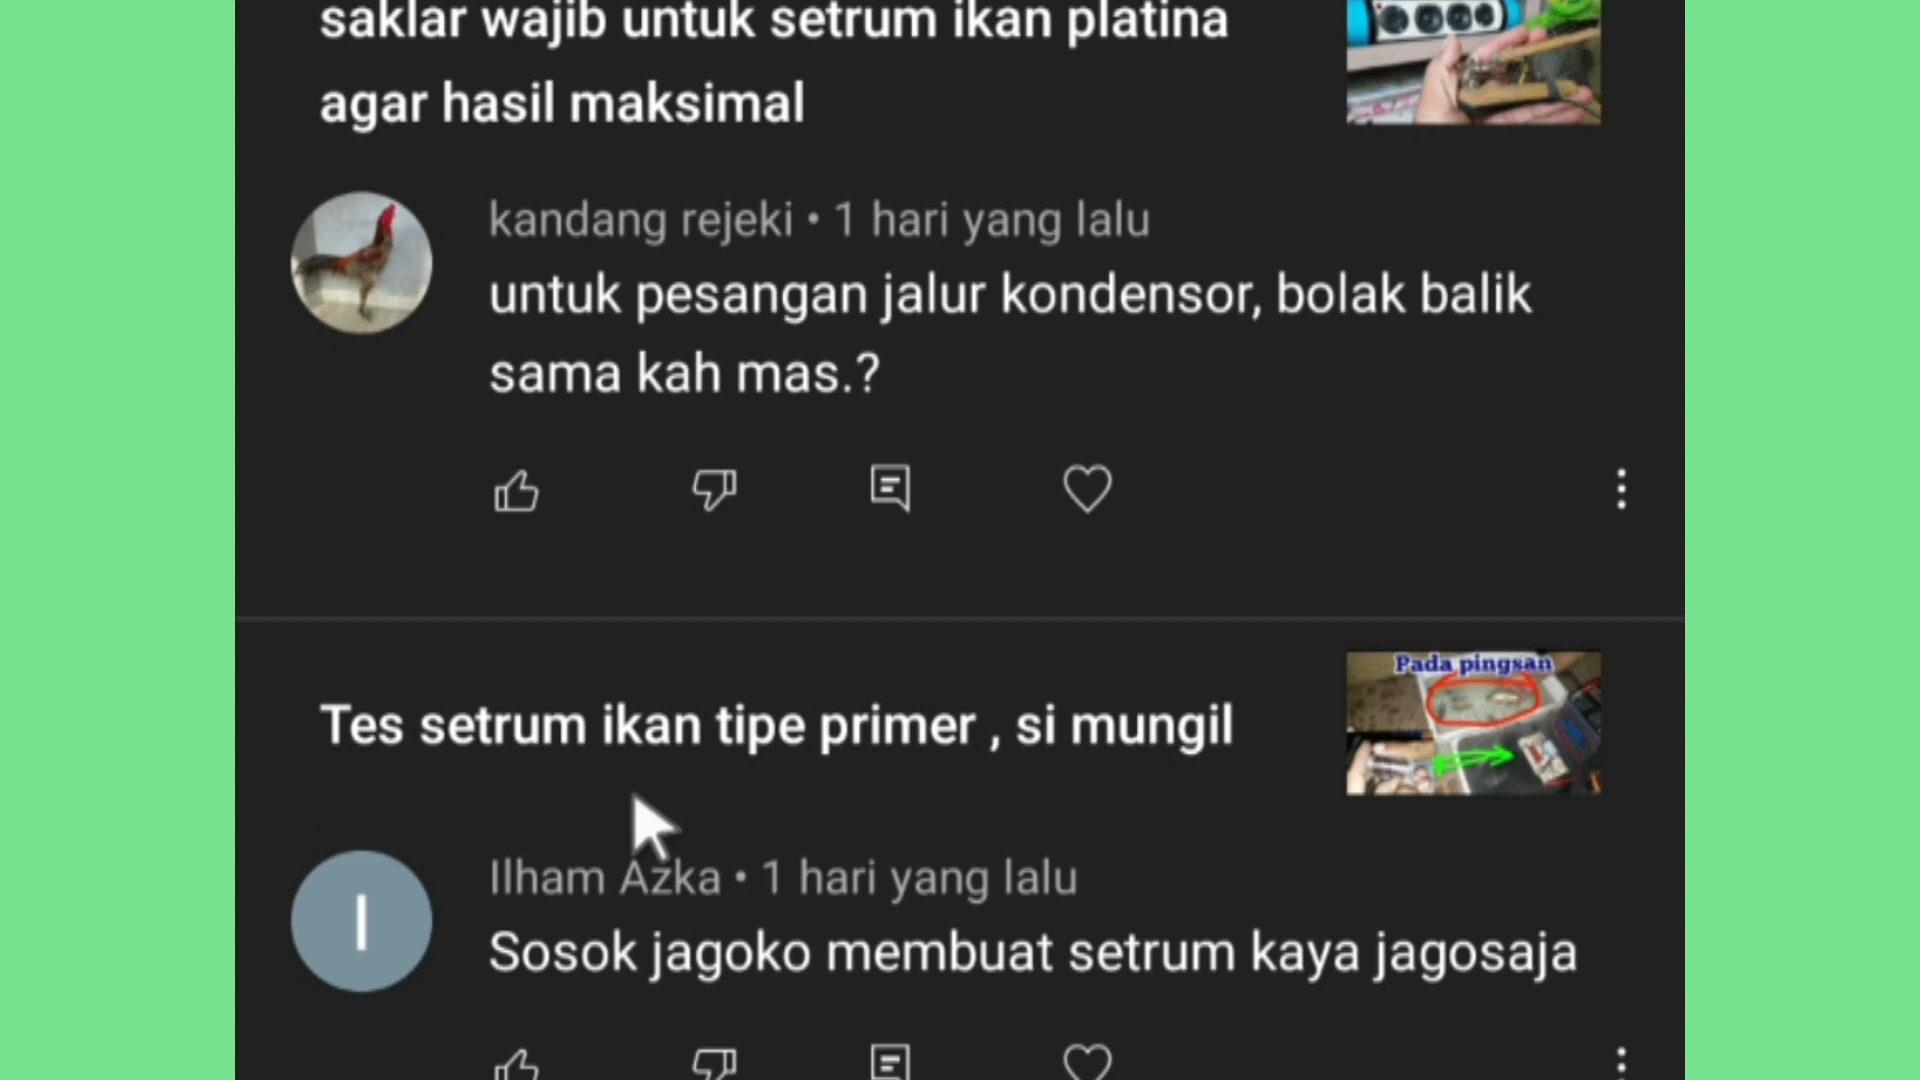 saklar wajib untuk setrum ikan platina
agar hasil maksimal
kandang rejeki • 1 hari yang lalu
untuk pesangan jalur kondensor, bolak balik
sama kah mas.?
Pada pingsan
Tes setrum ikan tipe primer , si mungil
I
Ilham Azka • 1 hari yang lalu
Sosok jagoko membuat setrum kaya jagosaja